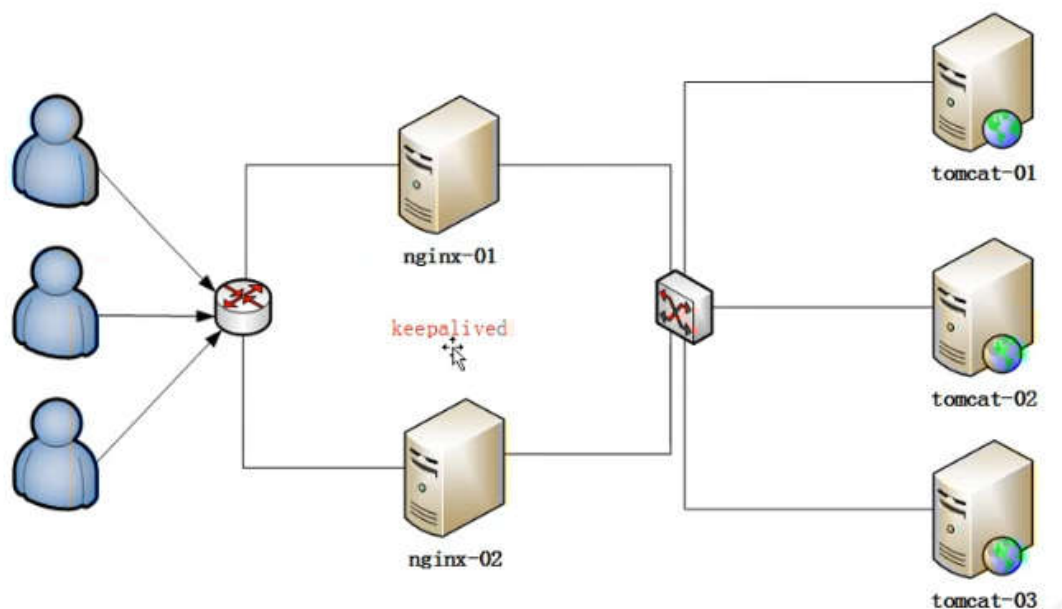 tomcat-01
nginx-01
keepalived
tomcat-02
nginx-02
tomcat-03